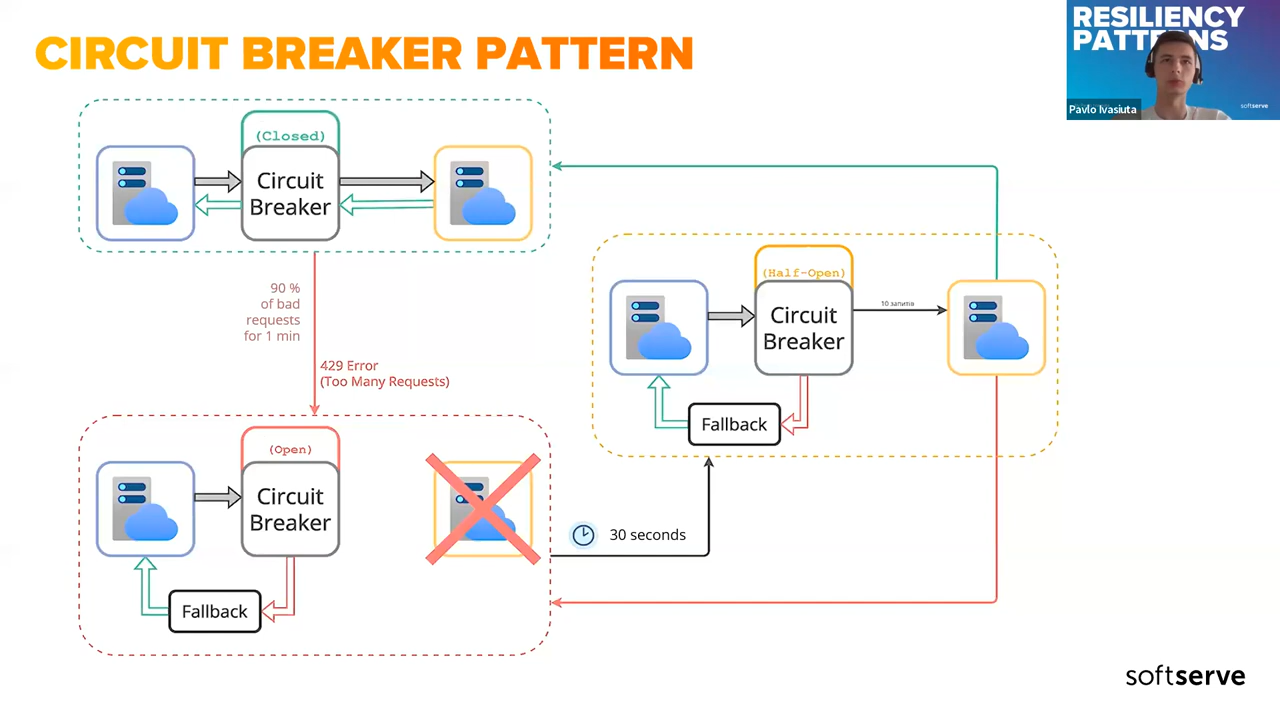 CIRCUIT BREAKER PATTERN
RESILIENCY
PATTERNS
softserve
Pavlo Ivasiuta
(Closed)
Circuit
Breaker
90 %
of bad
requests
for 1 min
429 Error
(Too Many Requests)
(Half-Open)
Circuit
Breaker
10 запитів
Fallback
(Open)
Circuit
Breaker
Fallback
30 seconds
softserve